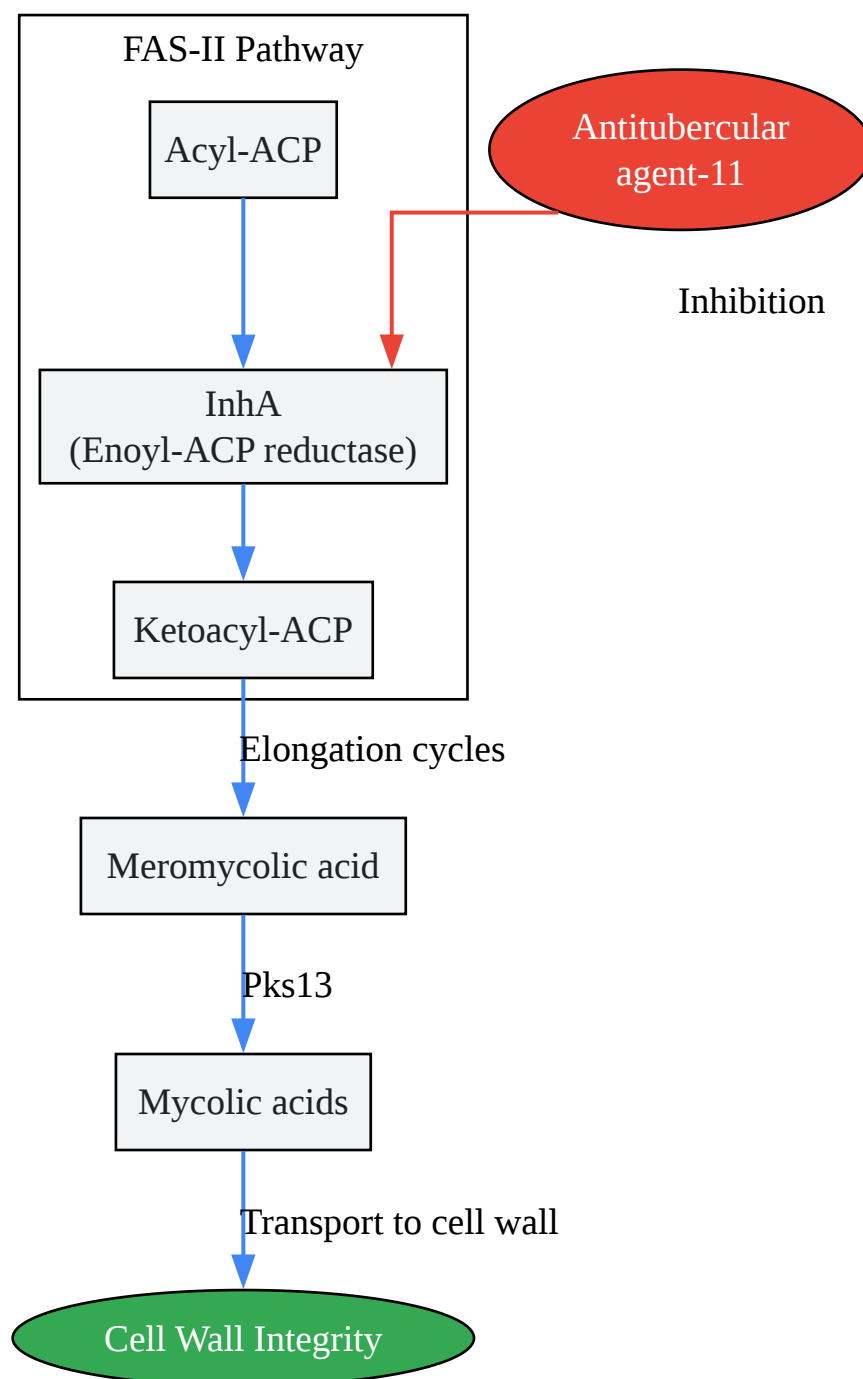 FAS-II Pathway
Acyl-ACP
Antitubercular
agent-11
Inhibition
InhA
(Enoyl-ACP reductase)
Ketoacyl-ACP
Elongation cycles
Meromycolic acid
Pks13
Mycolic acids
Transport to cell wall
Cell Wall Integrity